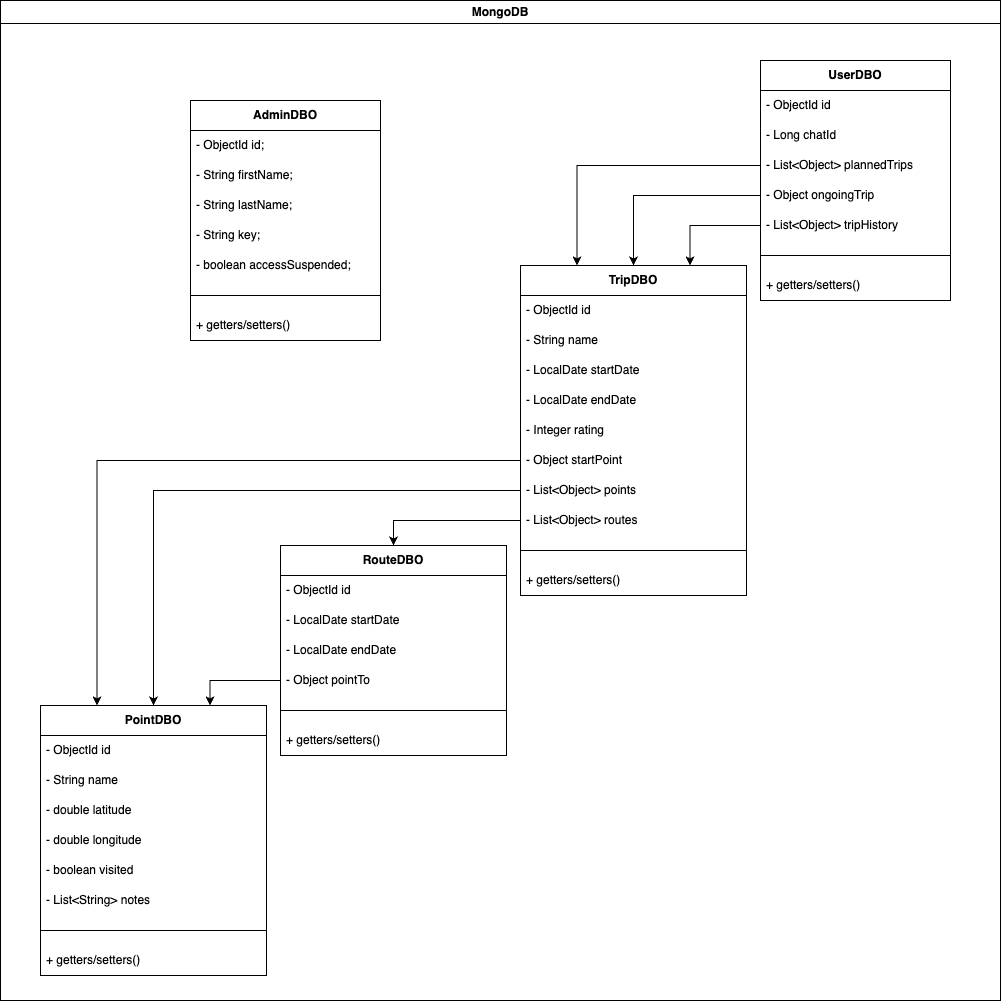 MongoDB
UserDBO
- ObjectId id
- Long chatId
- List<Object> plannedTrips
- Object ongoingTrip
- List<Object> tripHistory
+ getters/setters()
AdminDBO
- ObjectId id;
- String firstName;
- String lastName;
- String key;
- boolean accessSuspended;
+ getters/setters()
TripDBO
- ObjectId id
- String name
- LocalDate startDate
- LocalDate endDate
- Integer rating
- Object startPoint
- List<Object> points
- List<Object> routes
+ getters/setters()
RouteDBO
- ObjectId id
- LocalDate startDate
- LocalDate endDate
- Object pointTo
+ getters/setters()
PointDBO
- ObjectId id
- String name
- double latitude
- double longitude
- boolean visited
- List<String> notes
+ getters/setters()